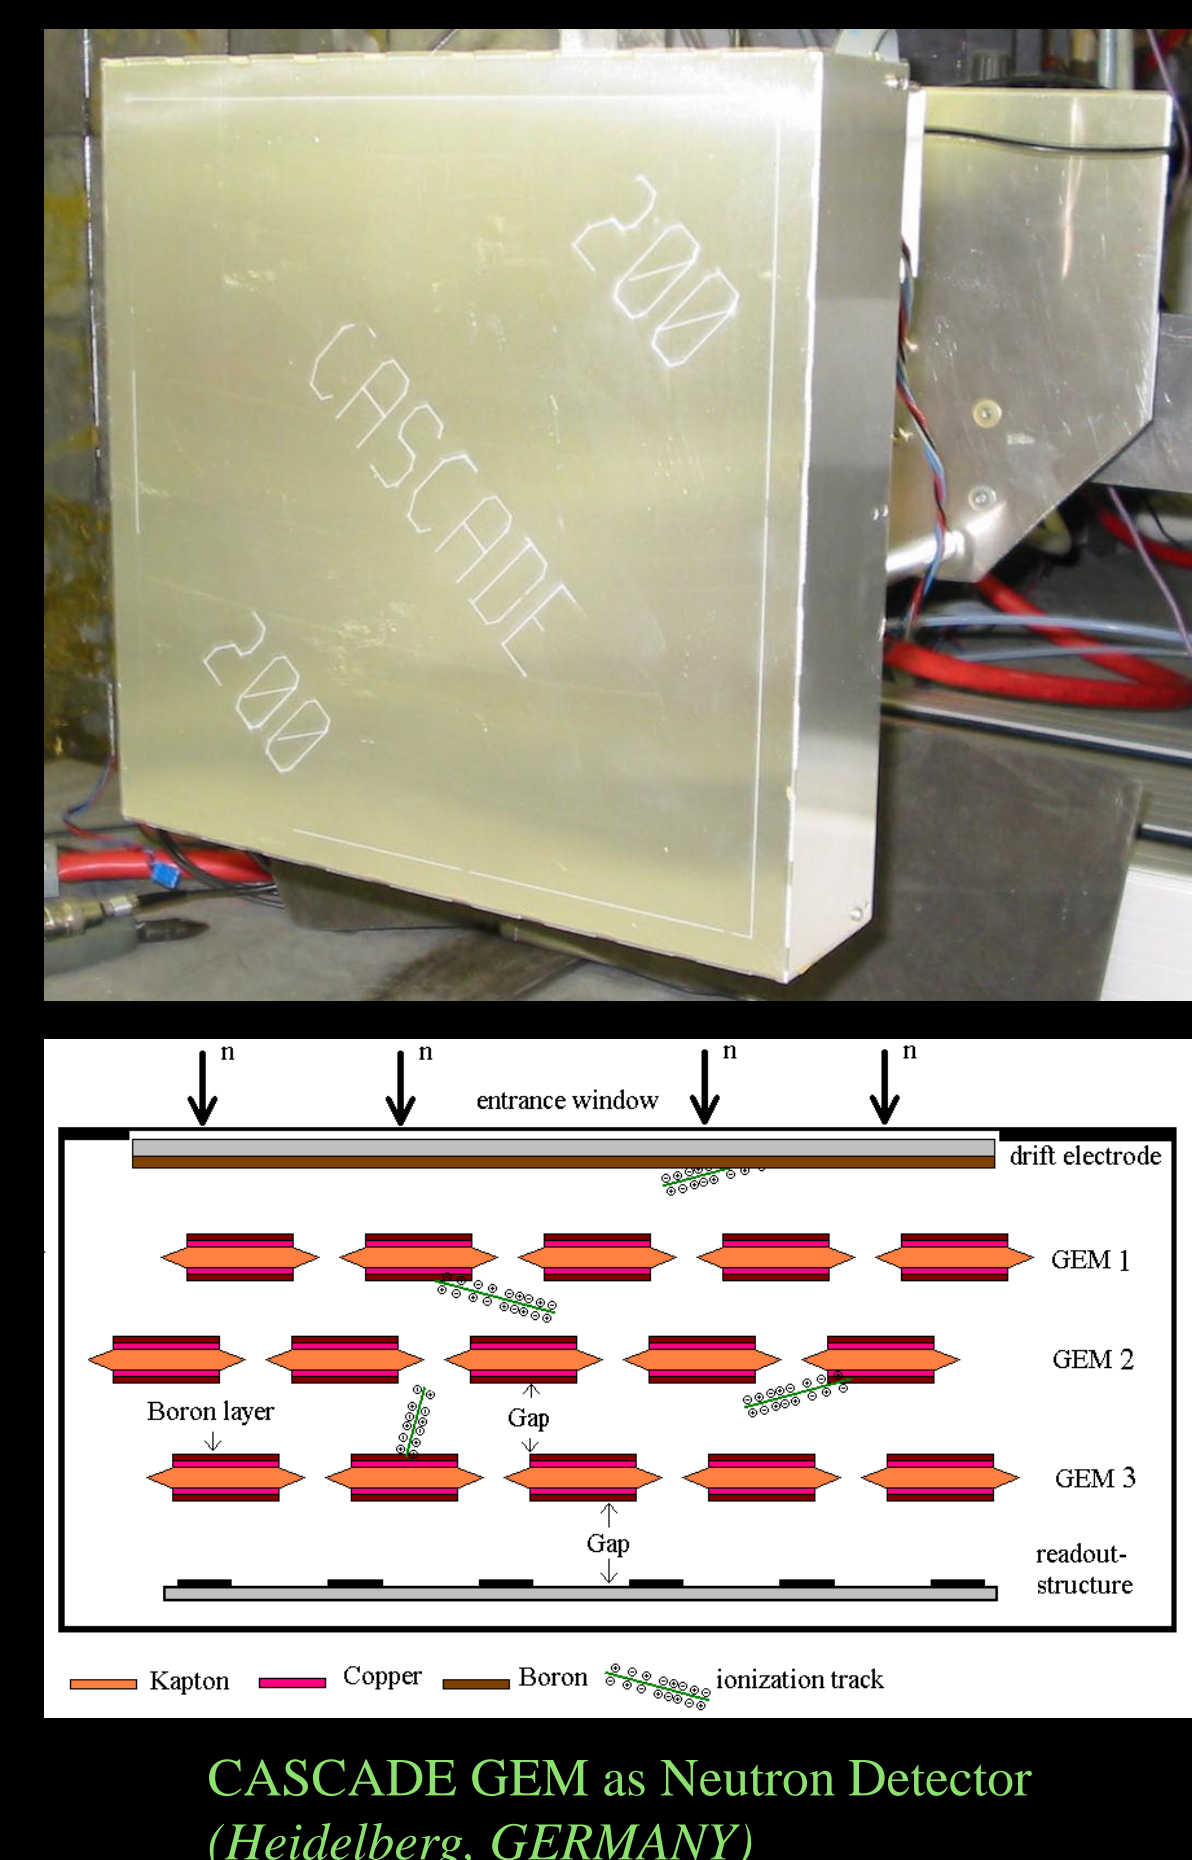 200
CASCADE
200
n n n n
entrance window
drift electrode
GEM 1
GEM 2
Boron layer
Gap
GEM 3
Gap
readout-
structure
Kapton Copper Boron ionization track
CASCADE GEM as Neutron Detector
(Heidelberg, GERMANY)